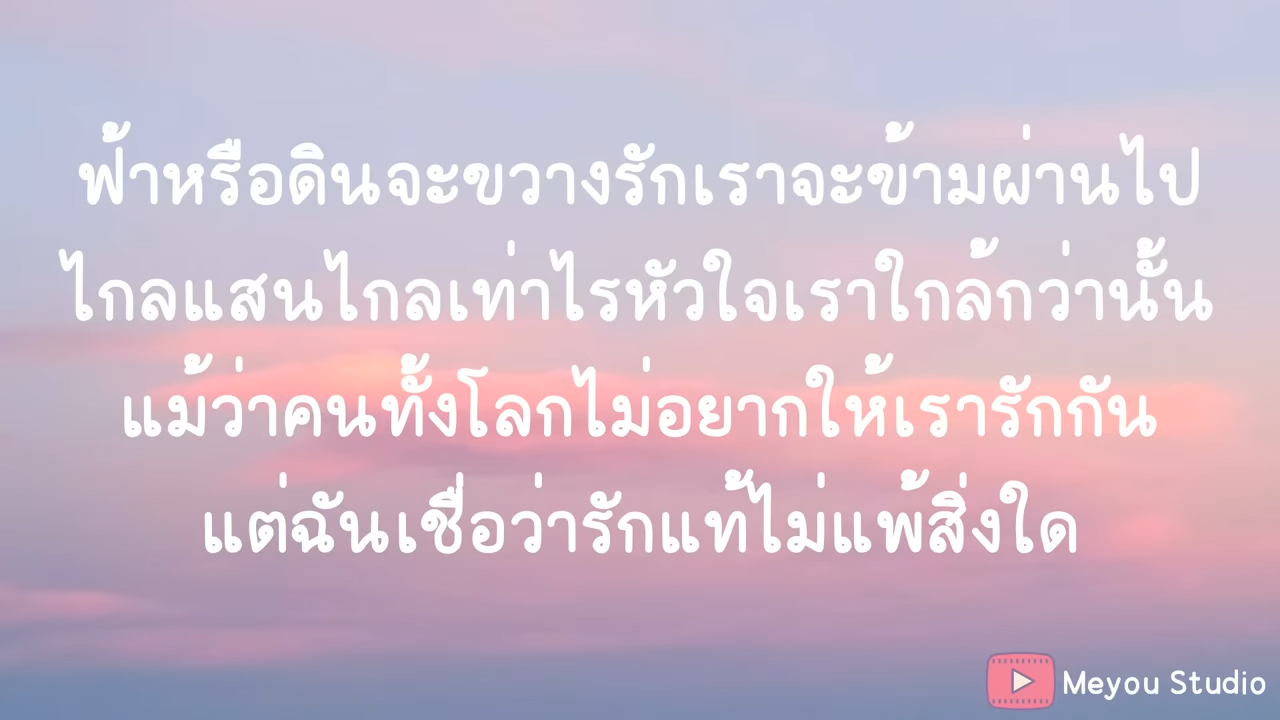 ฟ้าหรือดินจะขวางรักเราจะข้ามผ่านไป
ไกลแสนไกลเท่าไรหัวใจเราใกล้กว่านั้น
แม้ว่าคนทั้งโลกไม่อยากให้เรารักกัน
แต่ฉันเชื่อว่ารักแท้ไม่แพ้สิ่งใด
Meyou Studio